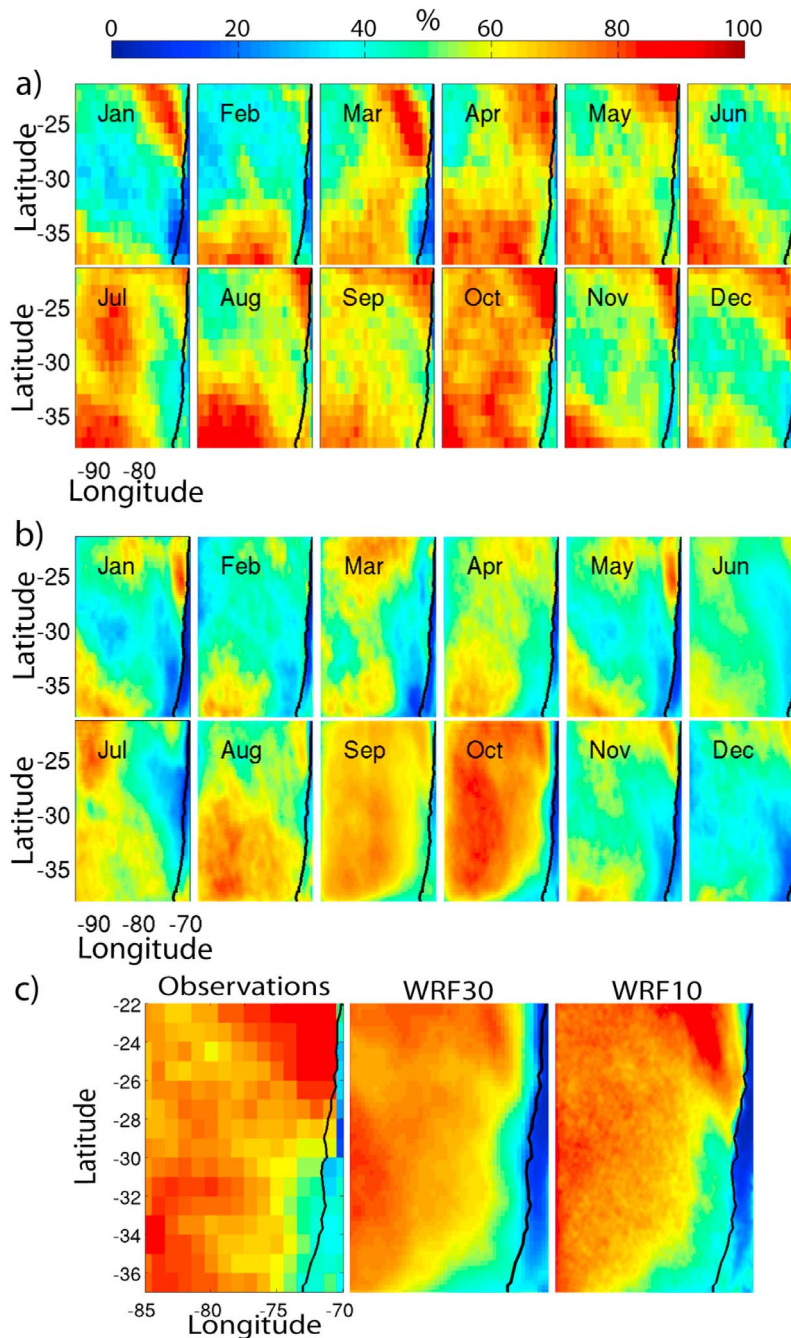 0 20 40 % 60 80 100
a)
Jan Feb Mar Apr May Jun
-25
-30
-35
Latitude
Jul Aug Sep Oct Nov Dec
-25
-30
-35
Latitude
-90 -80
Longitude
b)
Jan Feb Mar Apr May Jun
-25
-30
-35
Latitude
Jul Aug Sep Oct Nov Dec
-25
-30
-35
Latitude
-90 -80 -70
Longitude
c)
Observations WRF30 WRF10
-22
-24
-26
-28
-30
-32
-34
-36
Latitude
-85 -80 -75 -70
Longitude